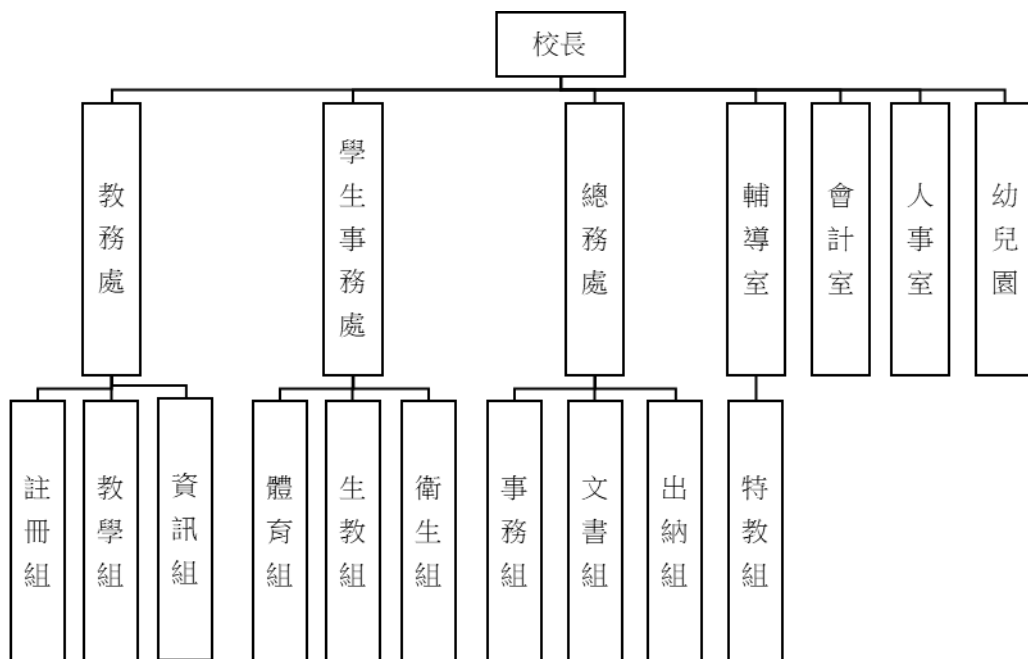 校長
教務處
學生事務處
總務處
輔導室
會計室
人事室
幼兒園
註冊組
教學組
資訊組
體育組
生教組
衛生組
事務組
文書組
出納組
特教組